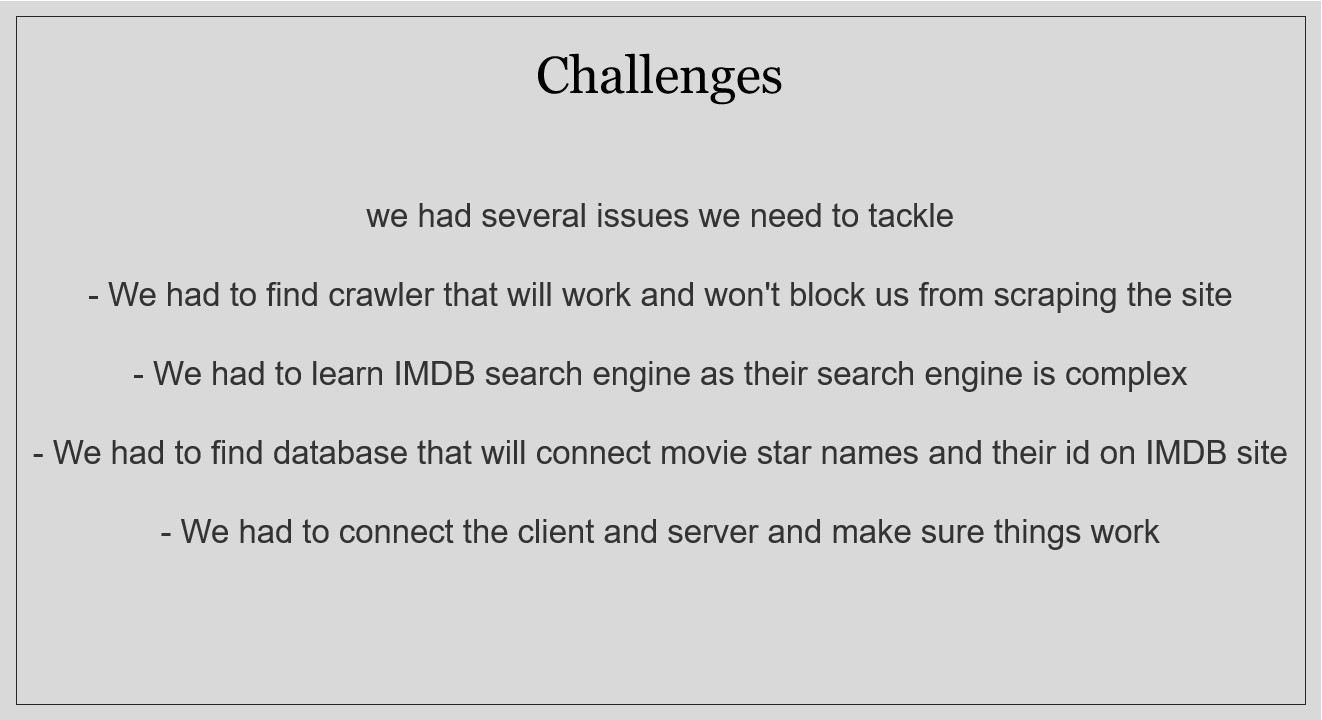 Challenges
we had several issues we need to tackle
- We had to find crawler that will work and won't block us from scraping the site
- We had to learn IMDB search engine as their search engine is complex
- We had to find database that will connect movie star names and their id on IMDB site
- We had to connect the client and server and make sure things work